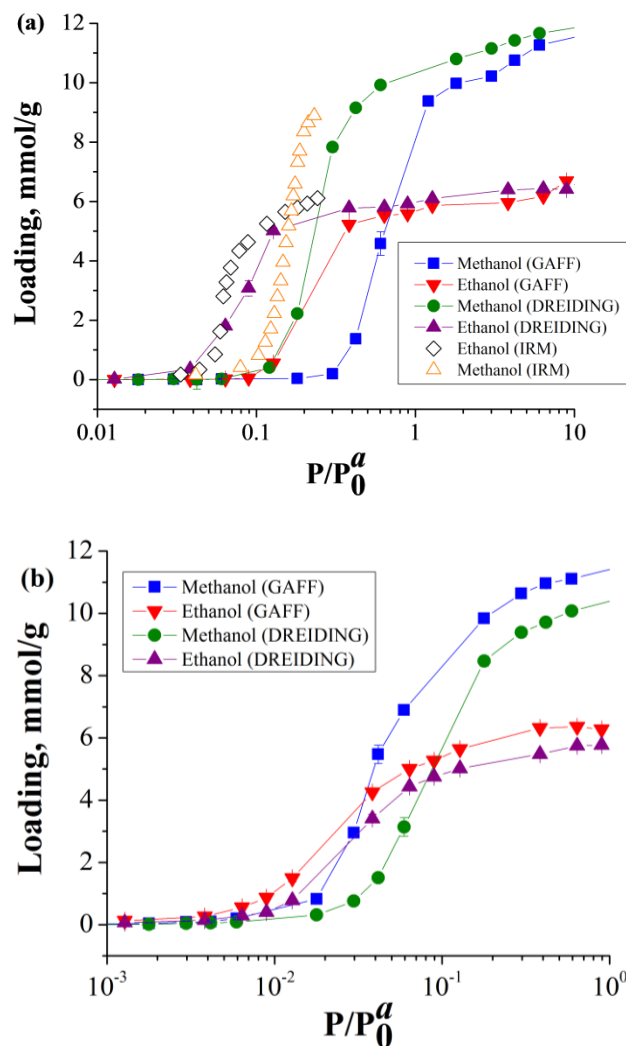 (a)
12
10
8
6
4
2
0
Loading, mmol/g
Methanol (GAFF)
Ethanol (GAFF)
Methanol (DREIDING)
Ethanol (DREIDING)
Ethanol (IRM)
Methanol (IRM)
0.01
0.1
1
10
P/P₀ᵃ
(b)
12
10
8
6
4
2
0
Loading, mmol/g
Methanol (GAFF)
Ethanol (GAFF)
Methanol (DREIDING)
Ethanol (DREIDING)
10⁻³
10⁻²
10⁻¹
10⁰
P/P₀ᵃ